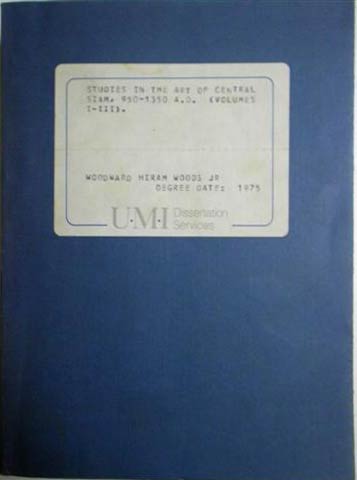 STUDIES IN THE ART OF CENTRAL
SIAM, 950-1350 A.D. (VOLUMES
I-III).
WOODWARD HIRAM WOODS JR
DEGREE DATE: 1975
U·M·I Dissertation
Services